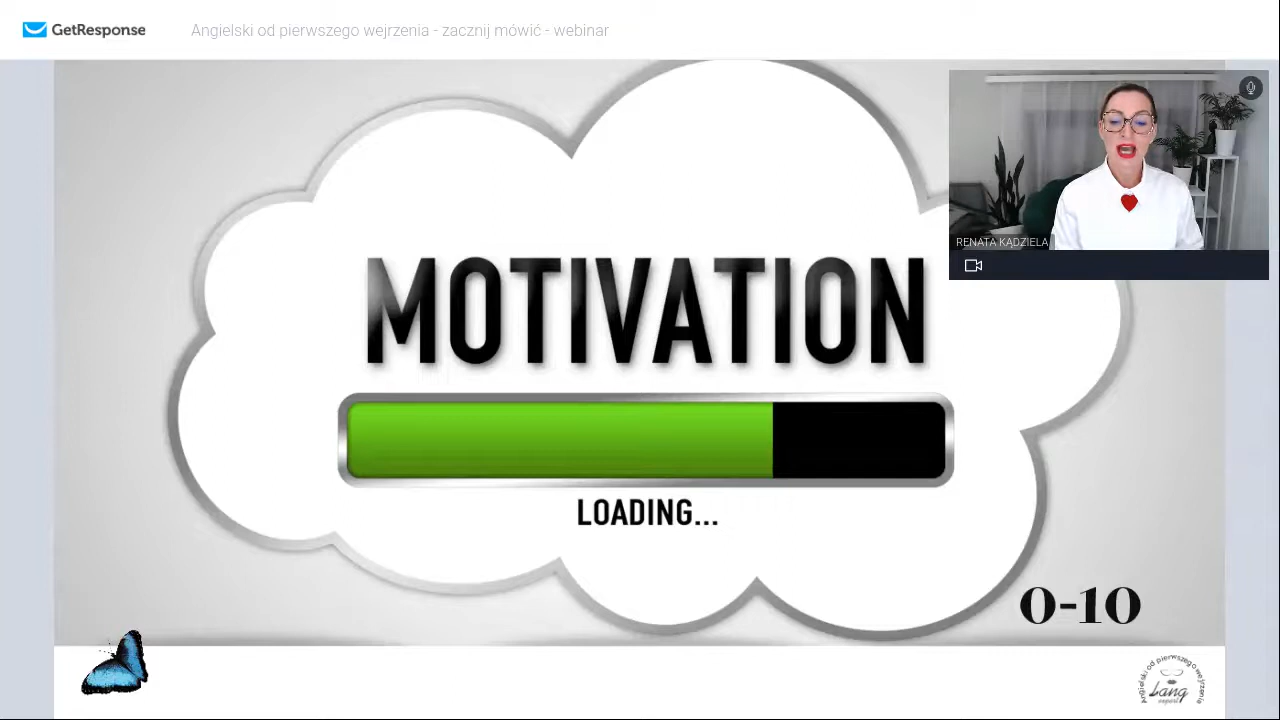 GetResponse
Angielski od pierwszego wejrzenia - zacznij mówić - webinar
RENATA KĄDZIELA
MOTIVATION
LOADING...
0-10
Angielski od pierwszego wejrzenia
Lang
expert